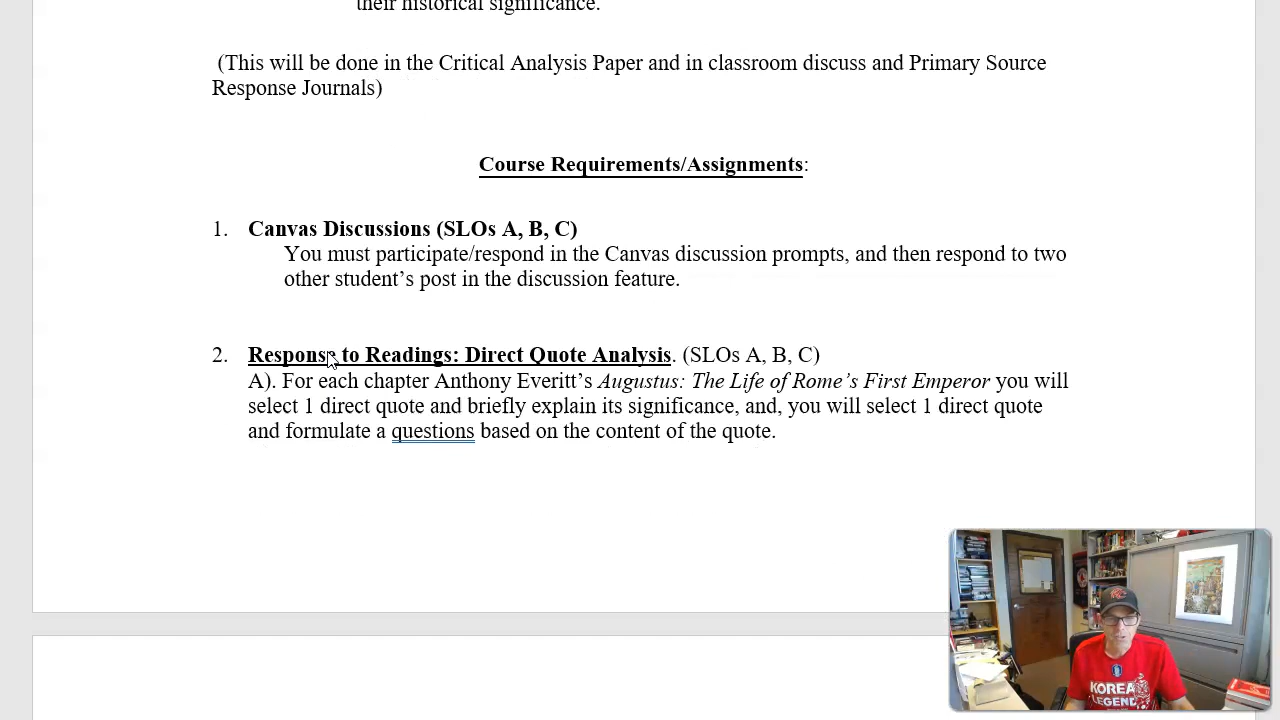 their historical significance.
(This will be done in the Critical Analysis Paper and in classroom discuss and Primary Source
Response Journals)
Course Requirements/Assignments:
1. Canvas Discussions (SLOs A, B, C)
You must participate/respond in the Canvas discussion prompts, and then respond to two
other student’s post in the discussion feature.
2. Response to Readings: Direct Quote Analysis. (SLOs A, B, C)
A). For each chapter Anthony Everitt’s Augustus: The Life of Rome’s First Emperor you will
select 1 direct quote and briefly explain its significance, and, you will select 1 direct quote
and formulate a questions based on the content of the quote.
KOREA
LEGEND